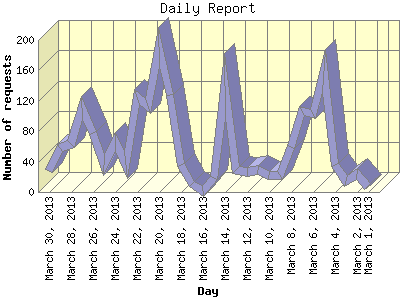 Daily Report
Number of requests
200
160
120
80
40
0
March 30, 2013
March 28, 2013
March 26, 2013
March 24, 2013
March 22, 2013
March 20, 2013
March 18, 2013
March 16, 2013
March 14, 2013
March 12, 2013
March 10, 2013
March 8, 2013
March 6, 2013
March 4, 2013
March 2, 2013
March 1, 2013
Day